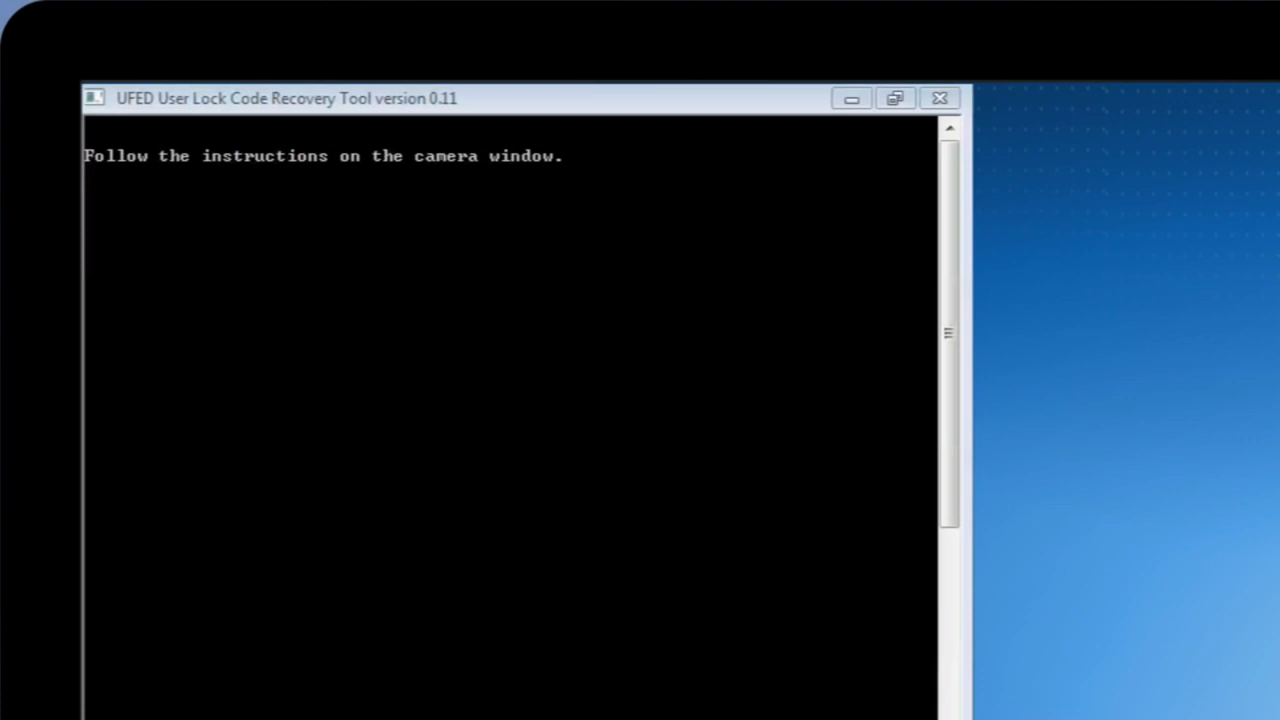 UFED User Lock Code Recovery Tool version 0.11
Follow the instructions on the camera window.